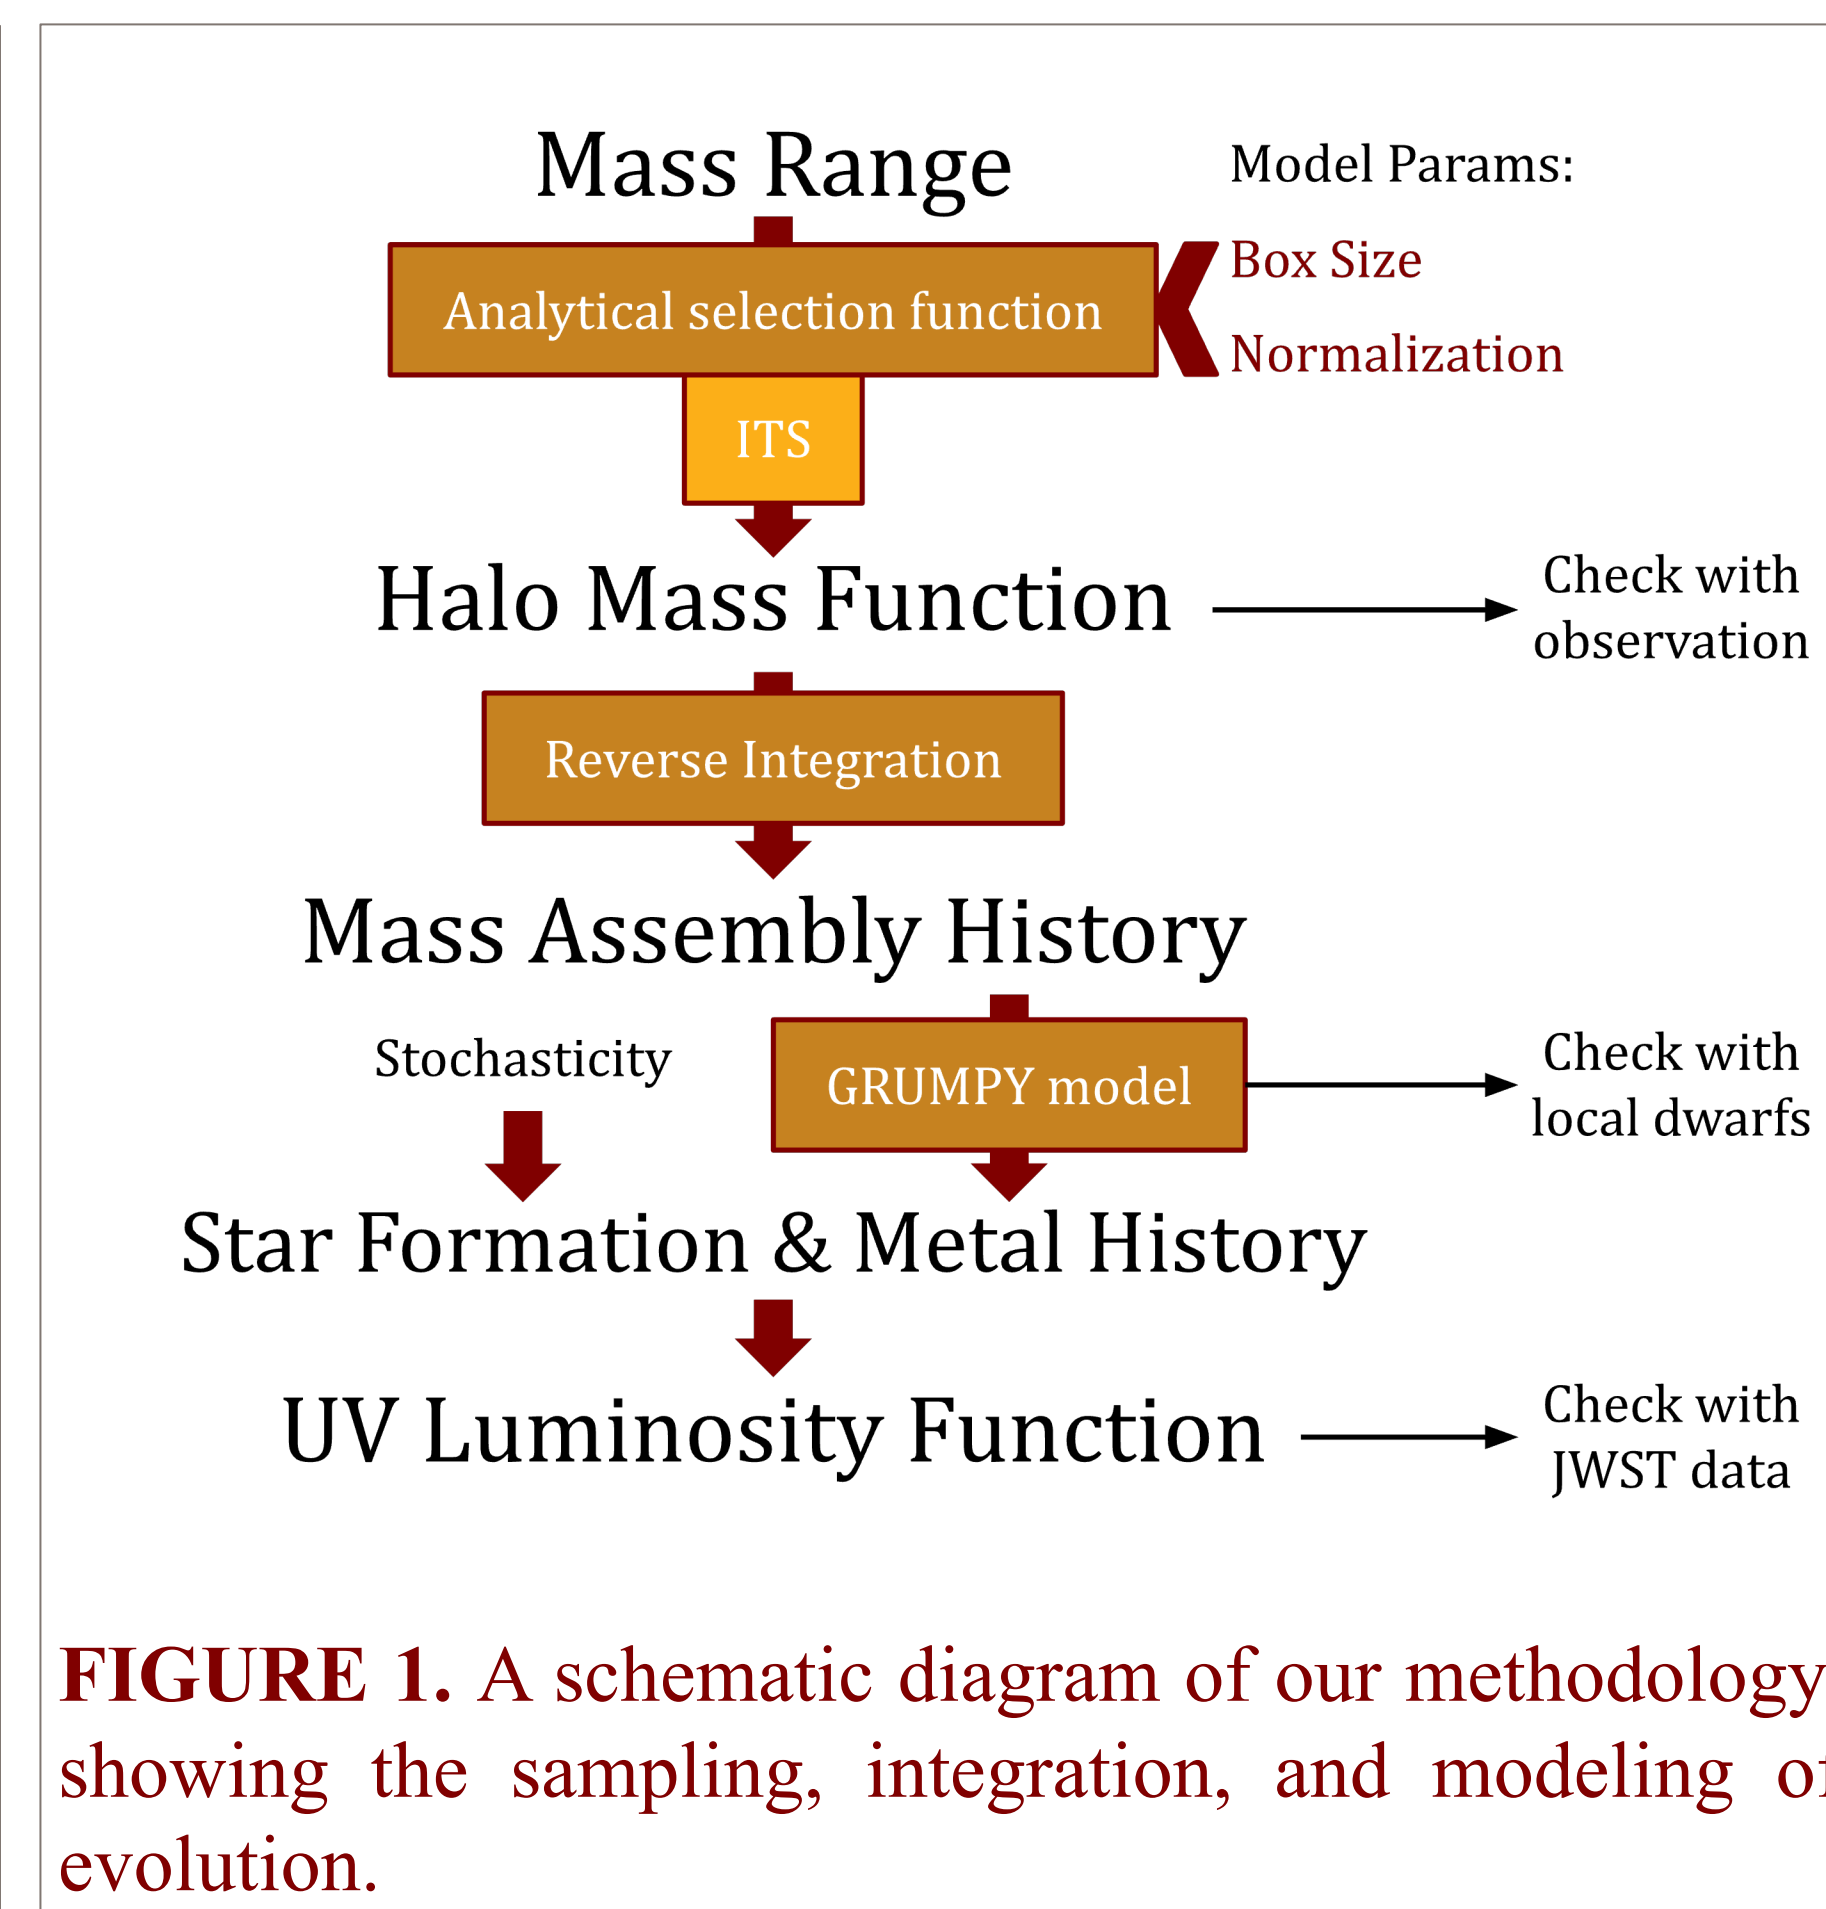 Mass Range
Model Params:
Box Size
Analytical selection function
Normalization
ITS
Halo Mass Function
Check with
observation
Reverse Integration
Mass Assembly History
Stochasticity
GRUMPY model
Check with
local dwarfs
Star Formation & Metal History
UV Luminosity Function
Check with
JWST data
FIGURE 1. A schematic diagram of our methodology
showing the sampling, integration, and modeling of
evolution.